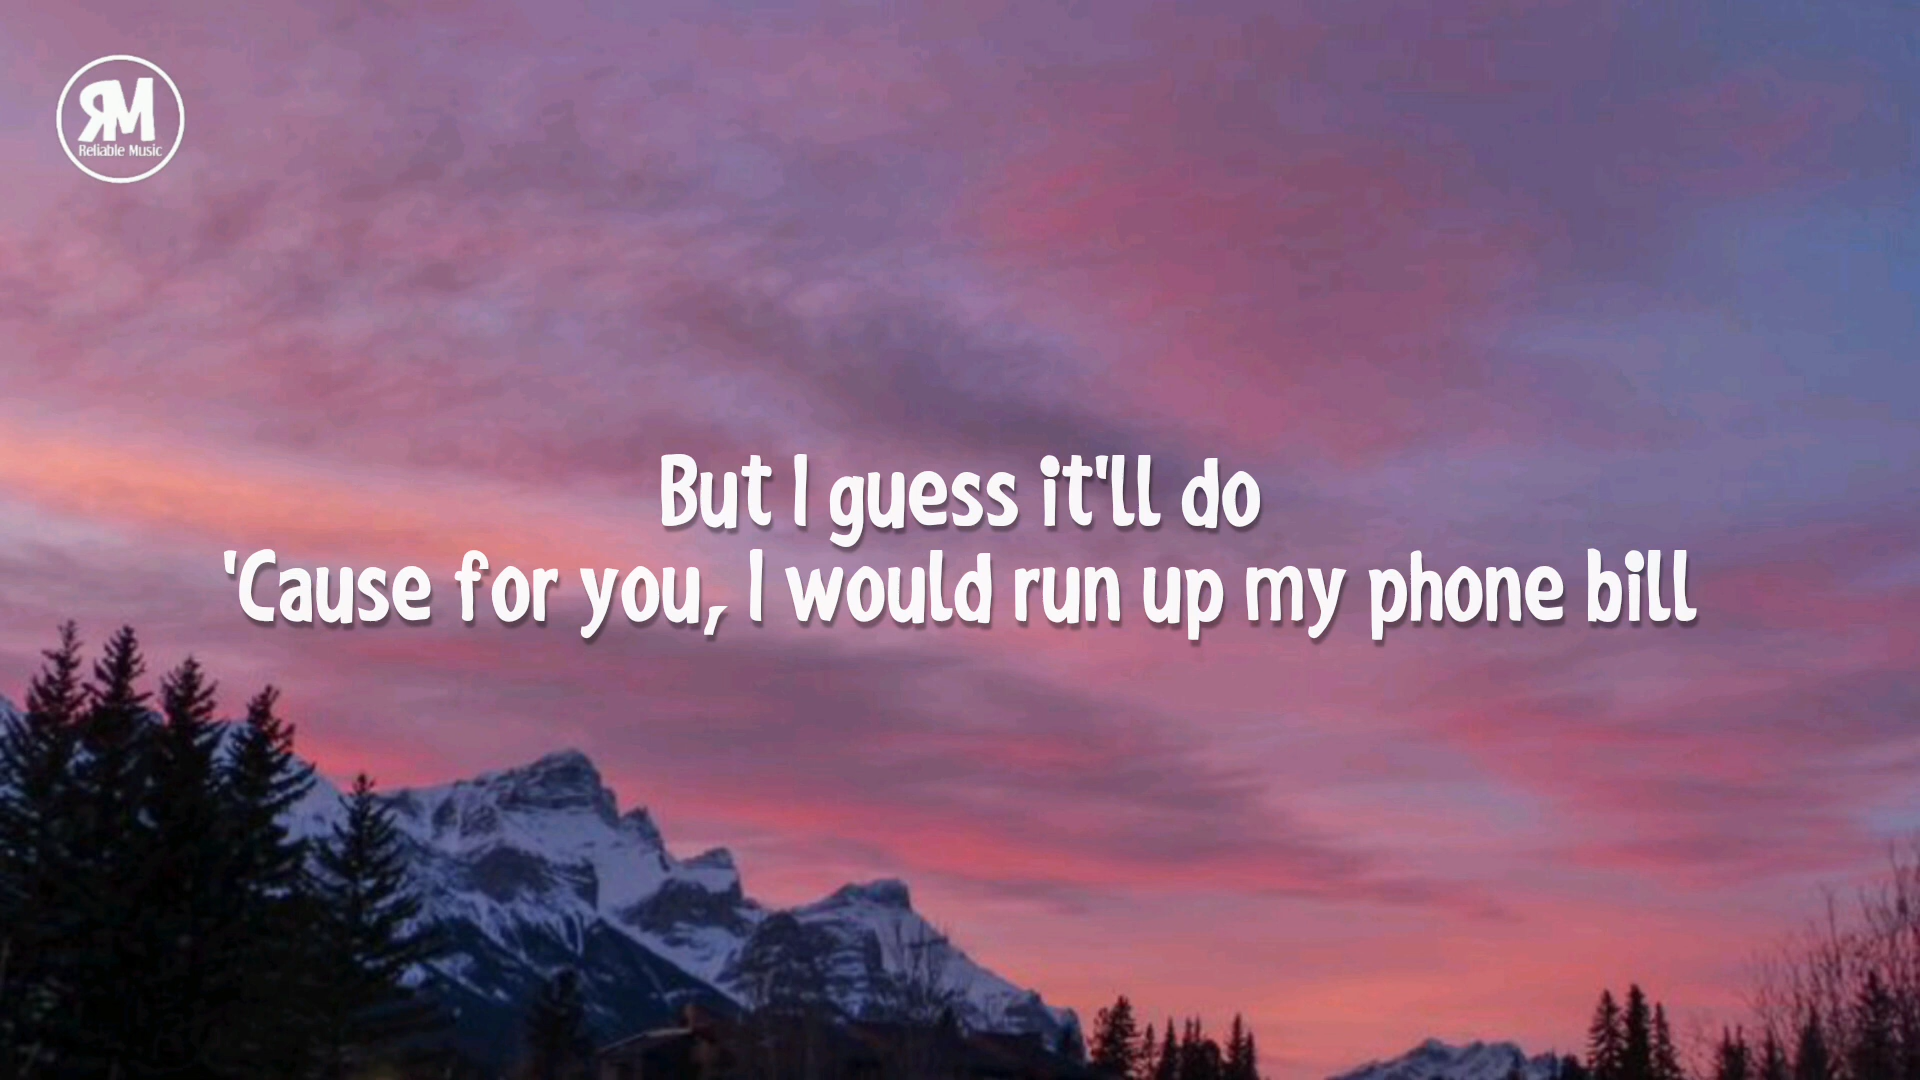 RM
Reliable Music
But I guess it'll do
'Cause for you, I would run up my phone bill